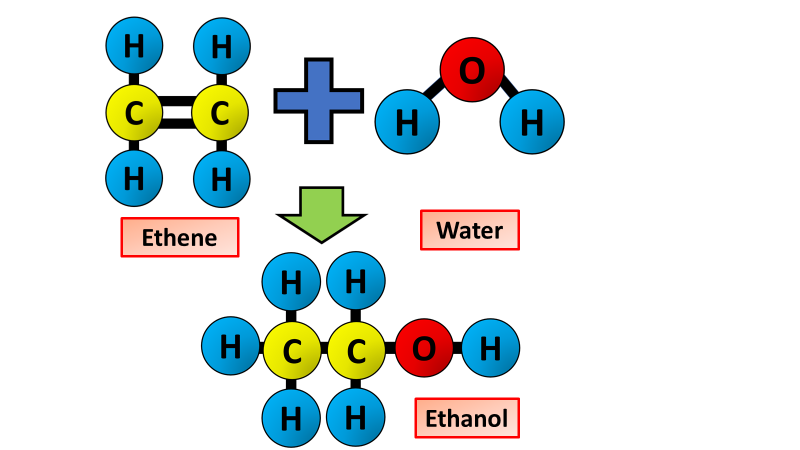 H H
C C
H H
O
H H
Ethene
Water
H H
H C C O H
H H
Ethanol